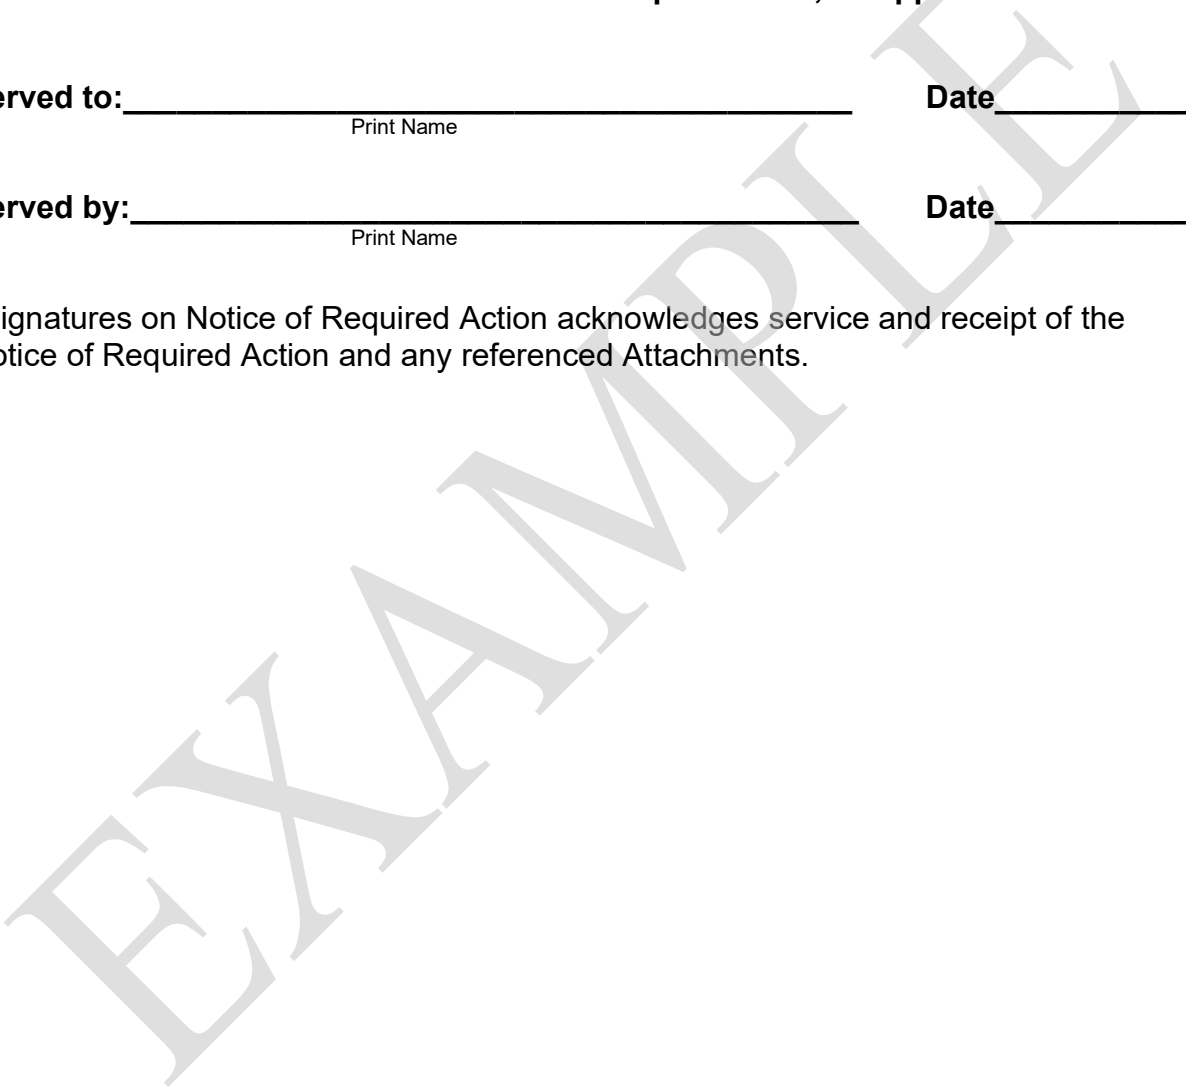 erved to: Date
Print Name
erved by: Date
Print Name
ignatures on Notice of Required Action acknowledges service and receipt of the
otice of Required Action and any referenced Attachments.
EXAMPLE